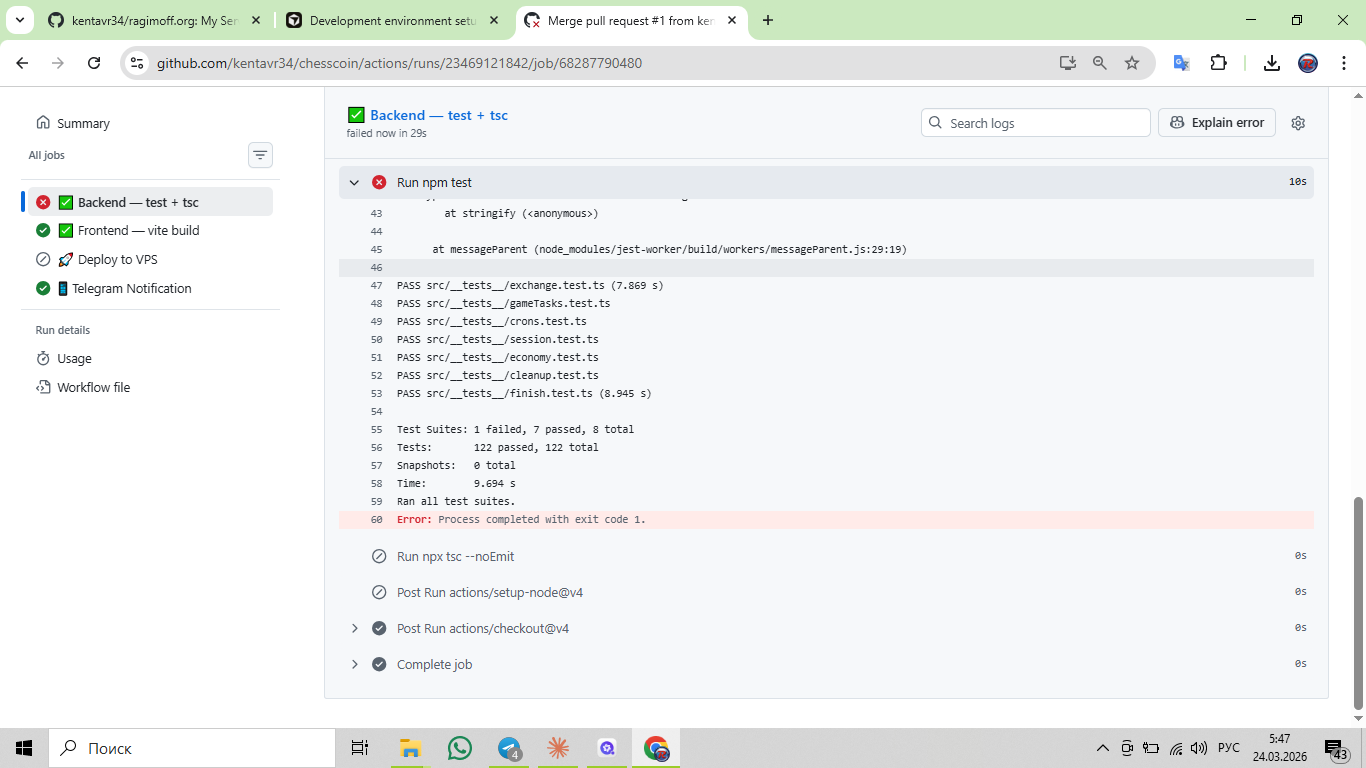 kentavr34/ragimoff.org: My Ser
Development environment setu
Merge pull request #1 from ken
github.com/kentavr34/chesscoin/actions/runs/23469121842/job/68287790480
Summary
All jobs
Backend — test + tsc
Frontend — vite build
Deploy to VPS
Telegram Notification
Run details
Usage
Workflow file
Backend — test + tsc
failed now in 29s
Search logs
Explain error
Run npm test
10s
43 at stringify (<anonymous>)
44
45 at messageParent (node_modules/jest-worker/build/workers/messageParent.js:29:19)
46
47 PASS src/__tests__/exchange.test.ts (7.869 s)
48 PASS src/__tests__/gameTasks.test.ts
49 PASS src/__tests__/crons.test.ts
50 PASS src/__tests__/session.test.ts
51 PASS src/__tests__/economy.test.ts
52 PASS src/__tests__/cleanup.test.ts
53 PASS src/__tests__/finish.test.ts (8.945 s)
54
55 Test Suites: 1 failed, 7 passed, 8 total
56 Tests: 122 passed, 122 total
57 Snapshots: 0 total
58 Time: 9.694 s
59 Ran all test suites.
60 Error: Process completed with exit code 1.
Run npx tsc --noEmit 0s
Post Run actions/setup-node@v4 0s
Post Run actions/checkout@v4 0s
Complete job 0s
Поиск
4
РУС
5:47
24.03.2026
43